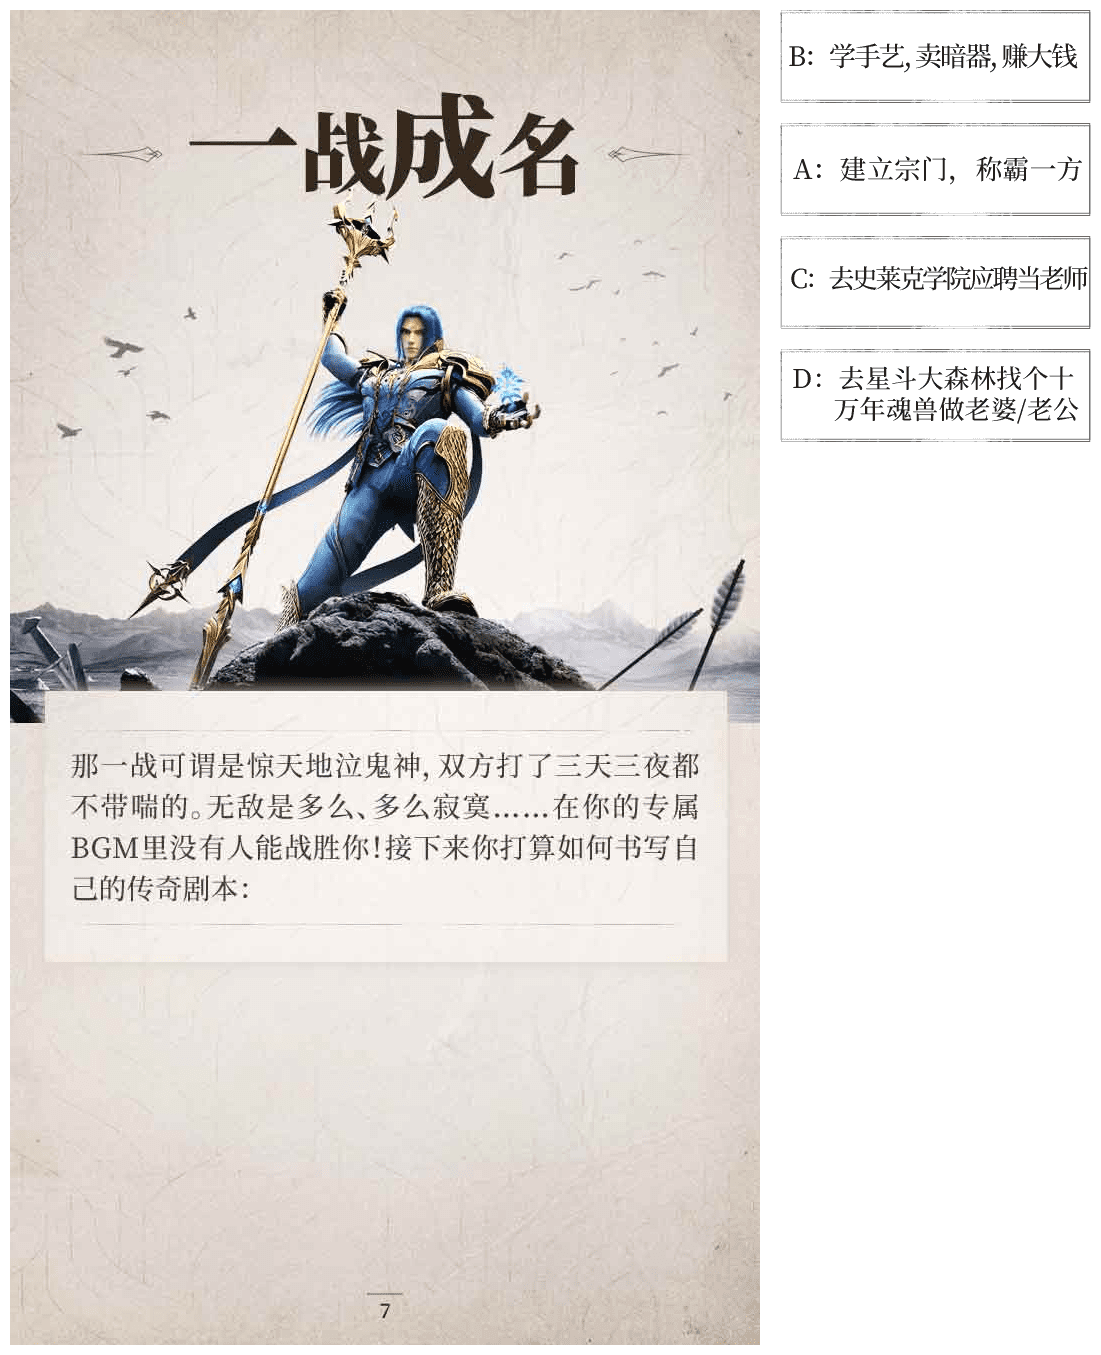 一战成名
那一战可谓是惊天地泣鬼神，双方打了三天三夜都
不带喘的。无敌是多么、多么寂寞……在你的专属
BGM里没有人能战胜你！接下来你打算如何书写自
己的传奇剧本：
7
B：学手艺，卖暗器，赚大钱
A：建立宗门，称霸一方
C：去史莱克学院应聘当老师
D：去星斗大森林找个十
万年魂兽做老婆/老公